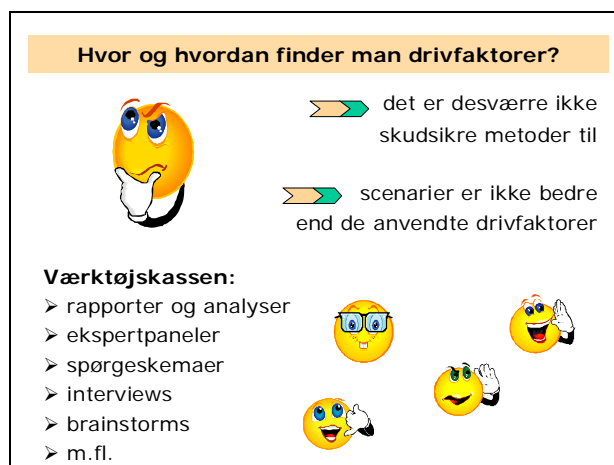 Hvor og hvordan finder man drivfaktorer?
det er desværre ikke
skudsikre metoder til
scenarier er ikke bedre
end de anvendte drivfaktorer
Værktøjskassen:
➢ rapporter og analyser
➢ ekspertpaneler
➢ spørgeskemaer
➢ interviews
➢ brainstorms
➢ m.fl.